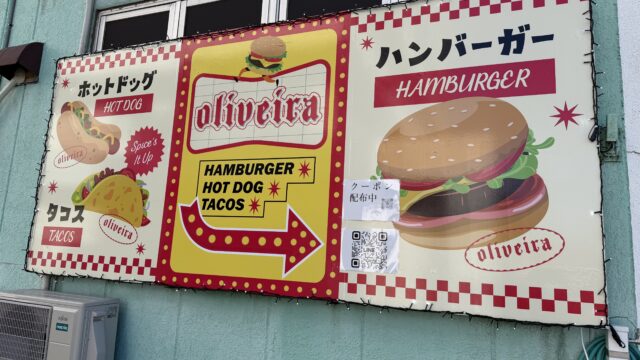 ホットドッグ
HOT DOG
oliveira
Spice's
It Up
タコス
TACOS
oliveira
oliveira
HAMBURGER
HOT DOG
TACOS
ハンバーガー
HAMBURGER
クーポン
配布中
LINE
oliveira